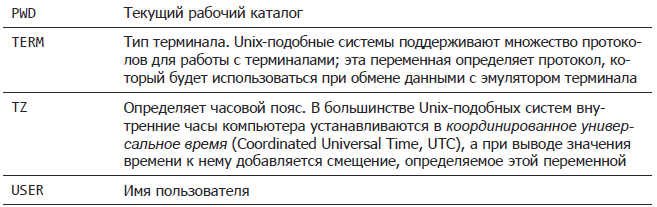 PWD Текущий рабочий каталог
TERM Тип терминала. Unix-подобные системы поддерживают множество протоко-
лов для работы с терминалами; эта переменная определяет протокол, ко-
торый будет использоваться при обмене данными с эмулятором терминала
TZ Определяет часовой пояс. В большинстве Unix-подобных систем вну-
тренние часы компьютера устанавливаются в координированное универ-
сальное время (Coordinated Universal Time, UTC), а при выводе значения
времени к нему добавляется смещение, определяемое этой переменной
USER Имя пользователя